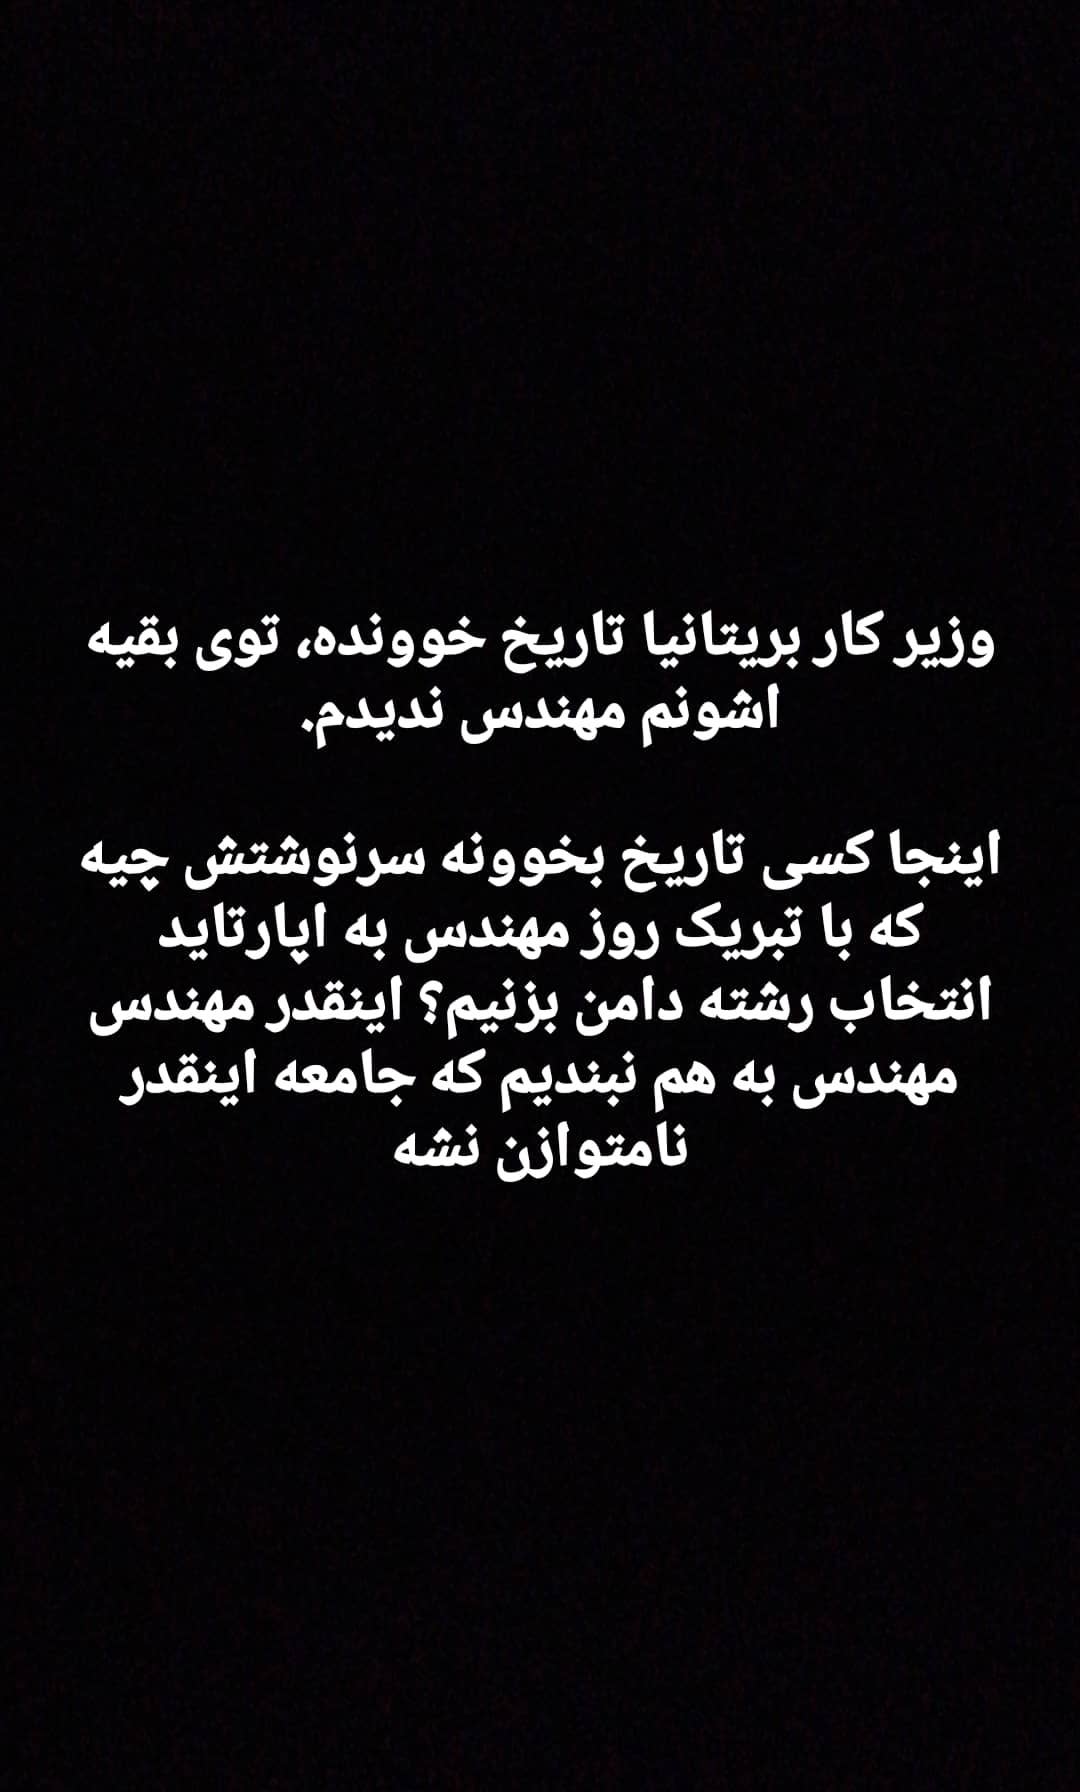 وزیر کار بریتانیا تاریخ خوونده، توی بقیه
اشونم مهندس ندیدم.
اینجا کسی تاریخ بخوونه سرنوشتش چیه
که با تبریک روز مهندس به اپارتاید
انتخاب رشته دامن بزنیم؟ اینقدر مهندس
مهندس به هم نبندیم که جامعه اینقدر
نامتوازن نشه